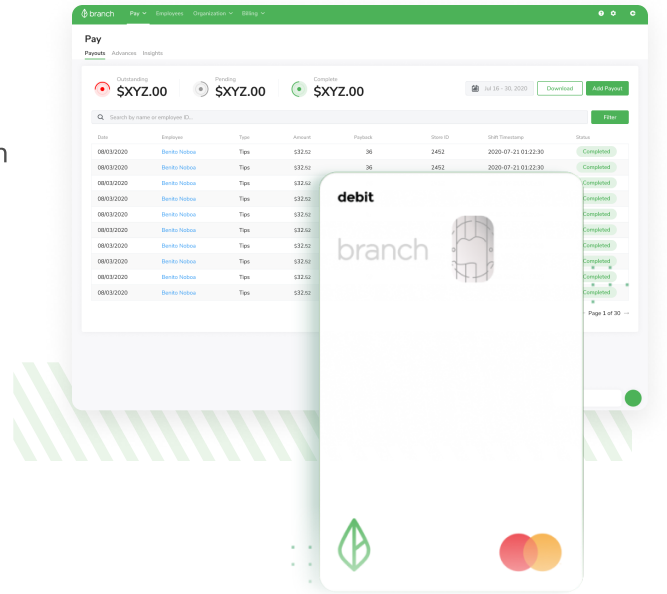 branch Pay Employees Organization Billing
Pay
Payouts Advances Insights
Outstanding Pending Complete
$XYZ.00 $XYZ.00 $XYZ.00
Jul 16 - 30, 2020 Download Add Payout
Search by name or employee ID... Filter
Date Employee Type Amount Payback Store ID Shift Timestamp Status
08/03/2020 Benito Noboa Tips $32.52 36 2452 2020-07-21 01:22:30 Completed
08/03/2020 Benito Noboa Tips $32.52 36 2452 2020-07-21 01:22:30 Completed
08/03/2020 Benito Noboa Tips $32.52 Completed
08/03/2020 Benito Noboa Tips $32.52 Completed
08/03/2020 Benito Noboa Tips $32.52 Completed
08/03/2020 Benito Noboa Tips $32.52 Completed
08/03/2020 Benito Noboa Tips $32.52 Completed
08/03/2020 Benito Noboa Tips $32.52 Completed
08/03/2020 Benito Noboa Tips $32.52 Completed
08/03/2020 Benito Noboa Tips $32.52 Completed
Page 1 of 30
debit
branch